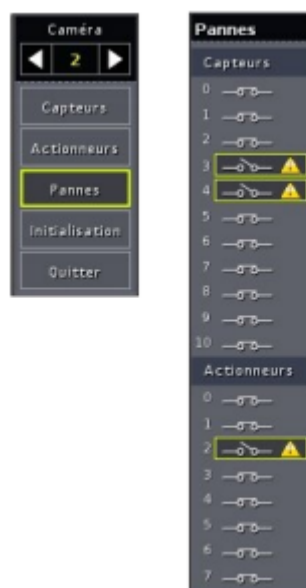 Caméra
2
Capteurs
Actionneurs
Pannes
Initialisation
Quitter
Pannes
Capteurs
0
1
2
3
4
5
6
7
8
9
10
Actionneurs
0
1
2
3
4
5
6
7